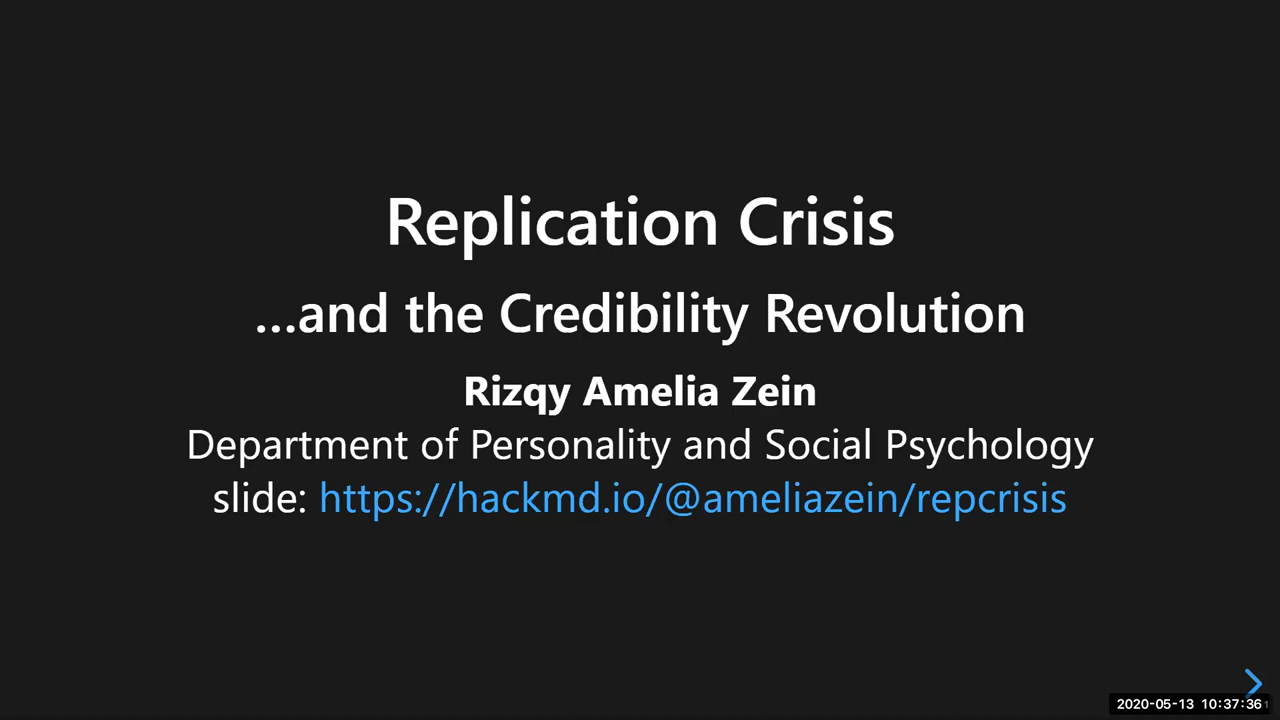 Replication Crisis
...and the Credibility Revolution
Rizqy Amelia Zein
Department of Personality and Social Psychology
slide: https://hackmd.io/@ameliazein/repcrisis
2020-05-13 10:37:36